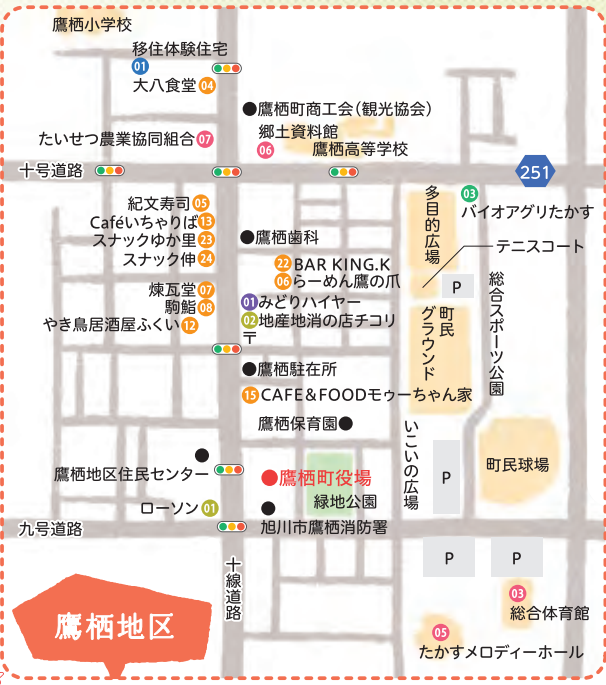 鷹栖小学校
移住体験住宅
01
大八食堂 04
●鷹栖町商工会(観光協会)
郷土資料館
06
鷹栖高等学校
たいせつ農業協同組合 07
十号道路
251
紀文寿司 05
Caféいちゃりば 13
スナックゆか里 23
スナック伸 24
●鷹栖歯科
22 BAR KING.K
06 らーめん鷹の爪
煉瓦堂 07
駒鮨 08
やき鳥居酒屋ふくい 12
01 みどりハイヤー
02 地産地消の店チコリ
〒
多目的広場
03
バイオアグリたかす
テニスコート
P
町民グラウンド
総合スポーツ公園
●鷹栖駐在所
15 CAFE&FOODモゥーちゃん家
鷹栖保育園●
いこいの広場
P
町民球場
●
鷹栖地区住民センター
●鷹栖町役場
緑地公園
ローソン 01
●
旭川市鷹栖消防署
九号道路
十線道路
P
P
03
総合体育館
05
たかすメロディーホール
鷹栖地区